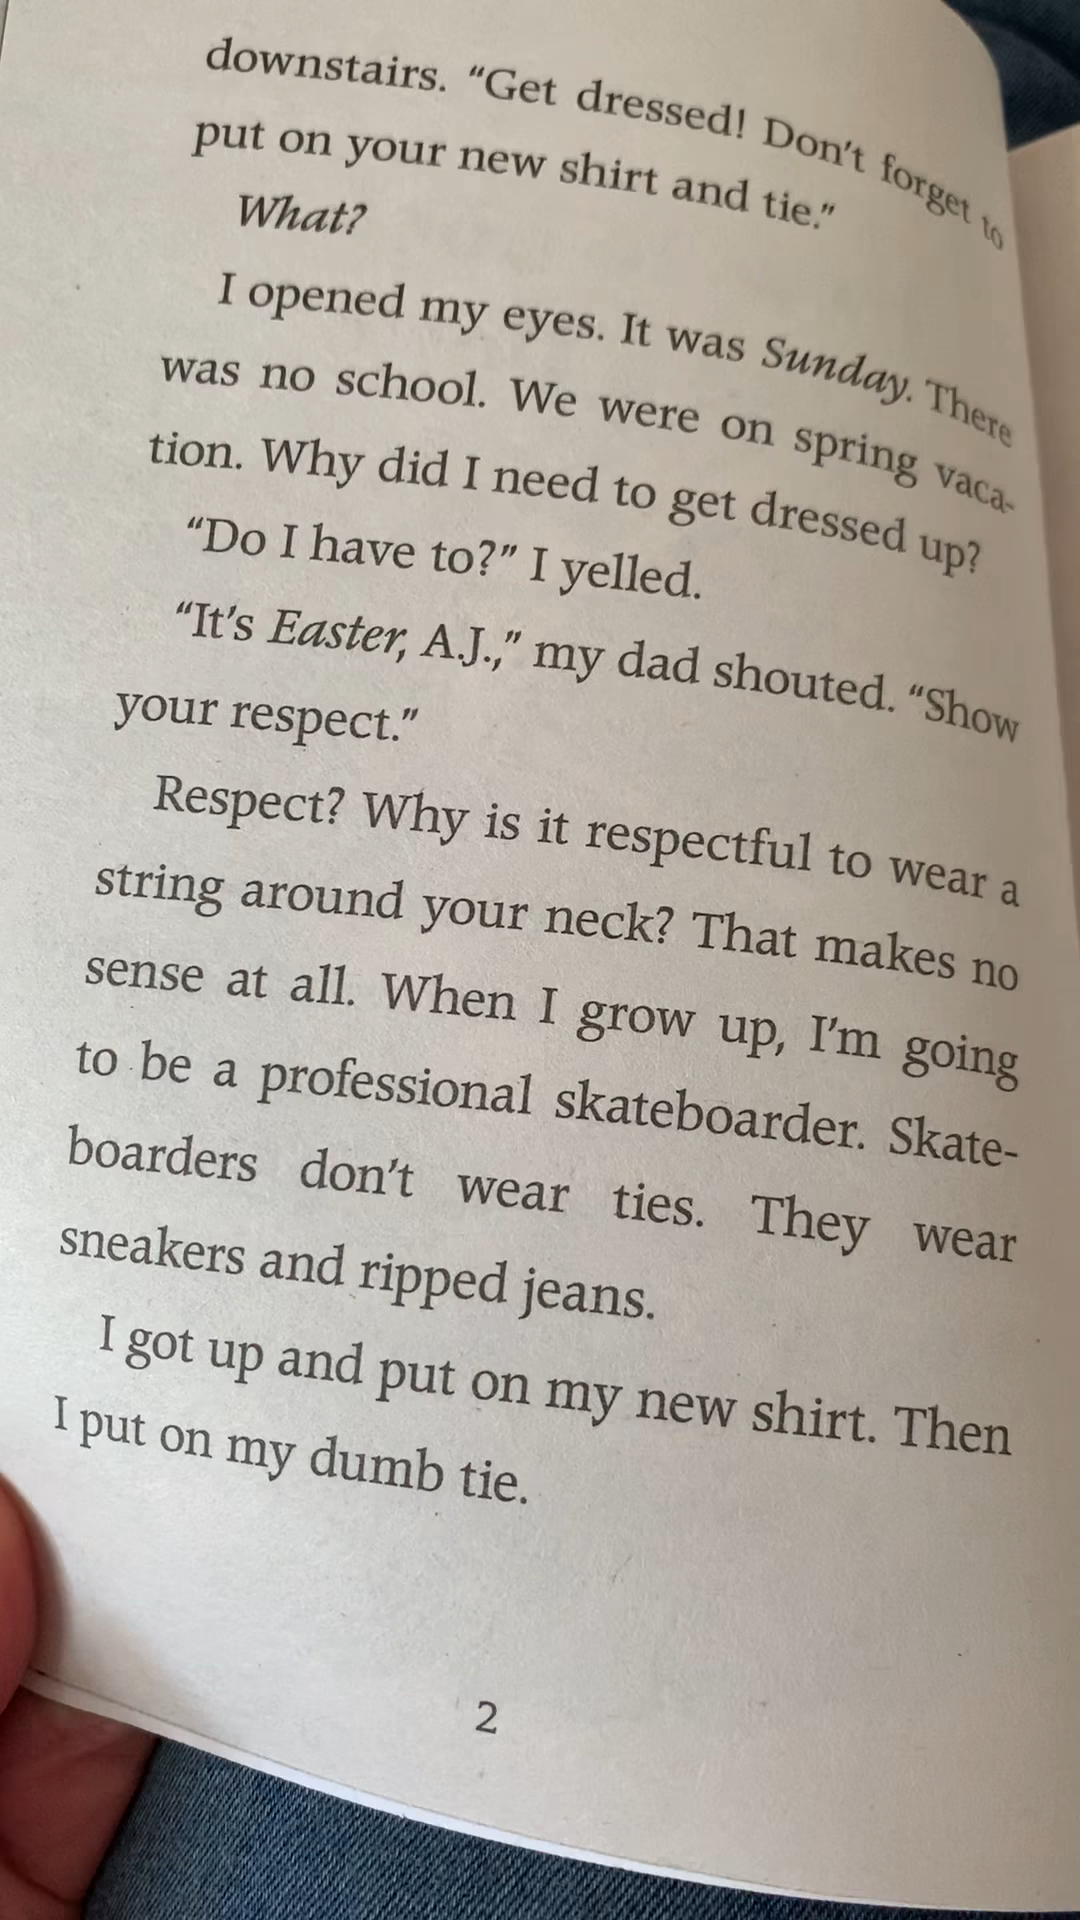 downstairs. “Get dressed! Don’t forget to
put on your new shirt and tie.”
What?
I opened my eyes. It was Sunday. There
was no school. We were on spring vaca-
tion. Why did I need to get dressed up?
“Do I have to?” I yelled.
“It’s Easter, A.J.,” my dad shouted. “Show
your respect.”
Respect? Why is it respectful to wear a
string around your neck? That makes no
sense at all. When I grow up, I’m going
to be a professional skateboarder. Skate-
boarders don’t wear ties. They wear
sneakers and ripped jeans.
I got up and put on my new shirt. Then
I put on my dumb tie.
2